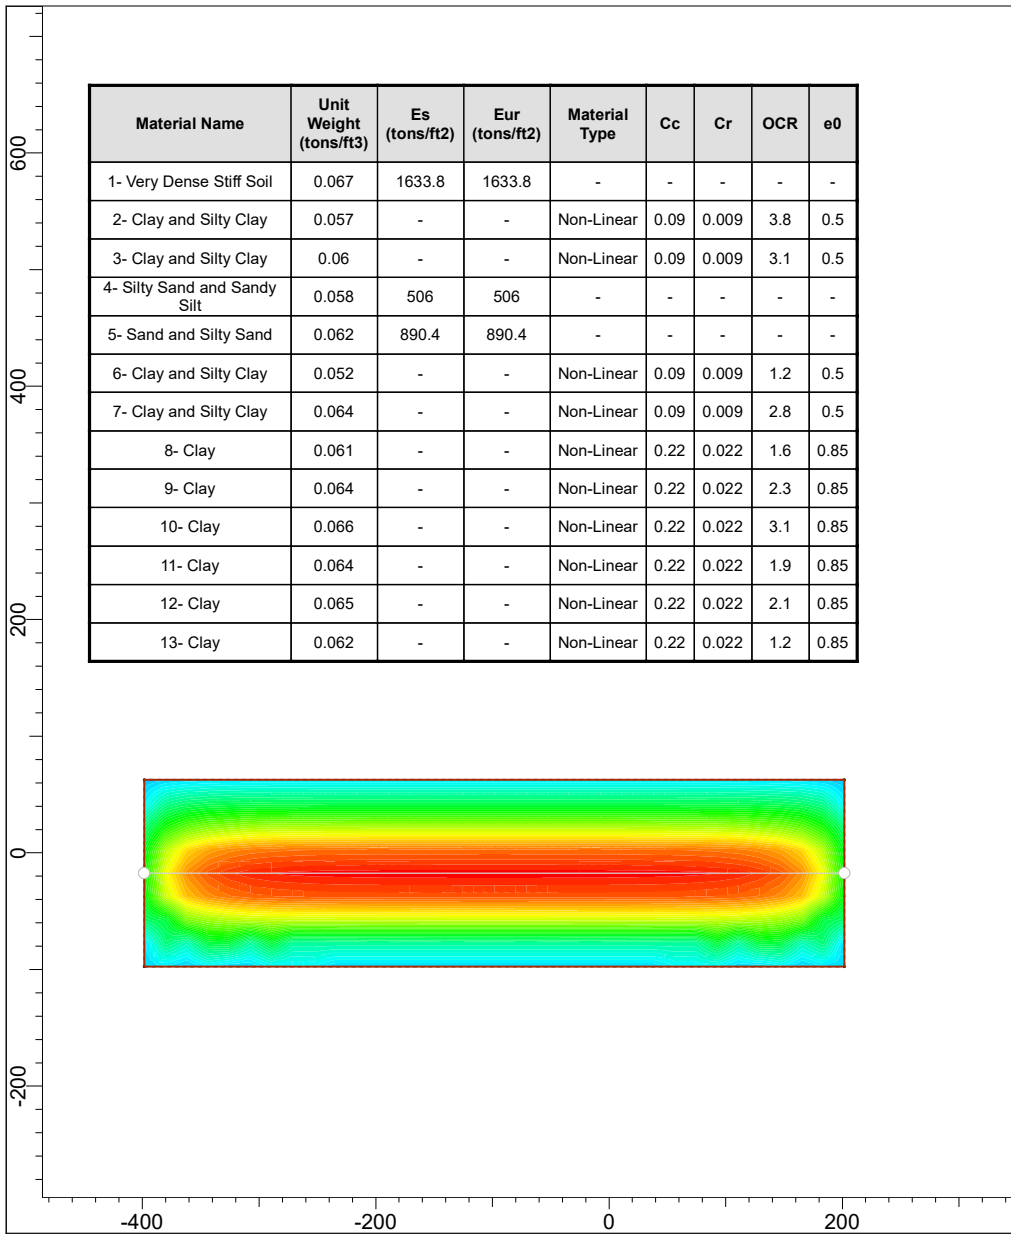 Material Name Unit Weight (tons/ft3) Es (tons/ft2) Eur (tons/ft2) Material Type Cc Cr OCR e0
1- Very Dense Stiff Soil 0.067 1633.8 1633.8 - - - - -
2- Clay and Silty Clay 0.057 - - Non-Linear 0.09 0.009 3.8 0.5
3- Clay and Silty Clay 0.06 - - Non-Linear 0.09 0.009 3.1 0.5
4- Silty Sand and Sandy Silt 0.058 506 506 - - - - -
5- Sand and Silty Sand 0.062 890.4 890.4 - - - - -
6- Clay and Silty Clay 0.052 - - Non-Linear 0.09 0.009 1.2 0.5
7- Clay and Silty Clay 0.064 - - Non-Linear 0.09 0.009 2.8 0.5
8- Clay 0.061 - - Non-Linear 0.22 0.022 1.6 0.85
9- Clay 0.064 - - Non-Linear 0.22 0.022 2.3 0.85
10- Clay 0.066 - - Non-Linear 0.22 0.022 3.1 0.85
11- Clay 0.064 - - Non-Linear 0.22 0.022 1.9 0.85
12- Clay 0.065 - - Non-Linear 0.22 0.022 2.1 0.85
13- Clay 0.062 - - Non-Linear 0.22 0.022 1.2 0.85
600
400
200
0
-200
-400 -200 0 200